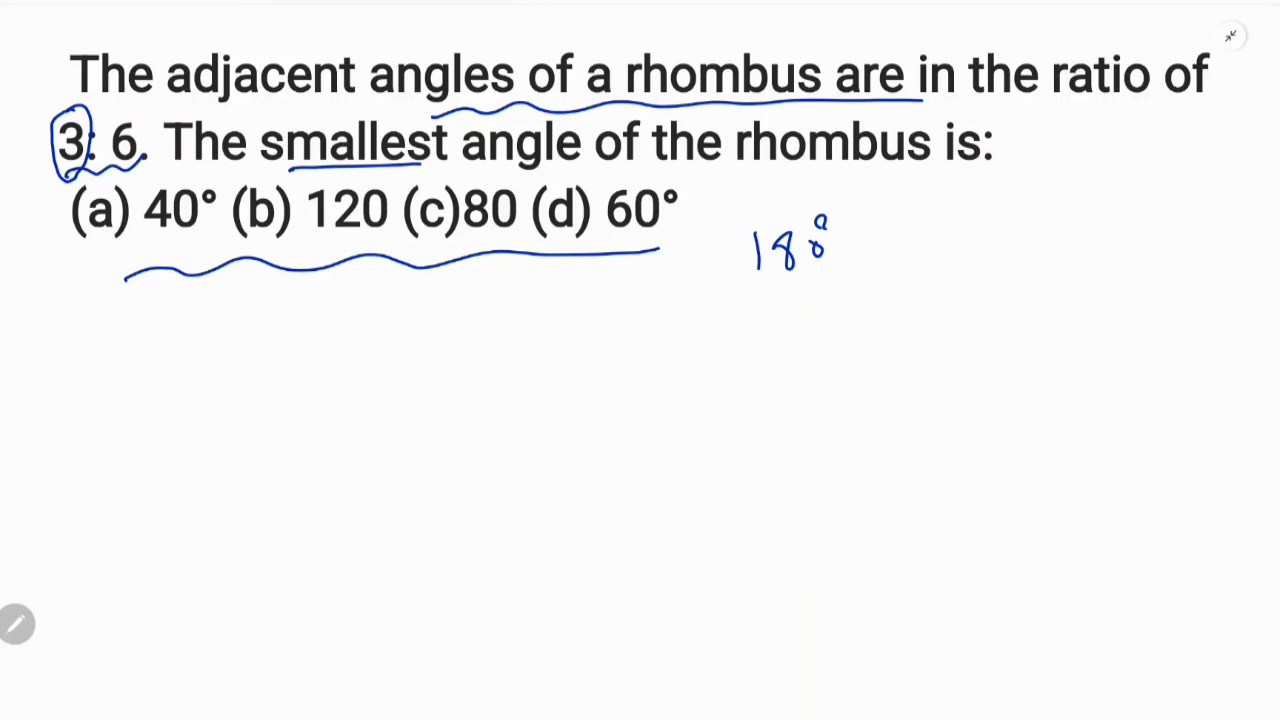 The adjacent angles of a rhombus are in the ratio of
3: 6. The smallest angle of the rhombus is:
(a) 40° (b) 120 (c)80 (d) 60°
180°